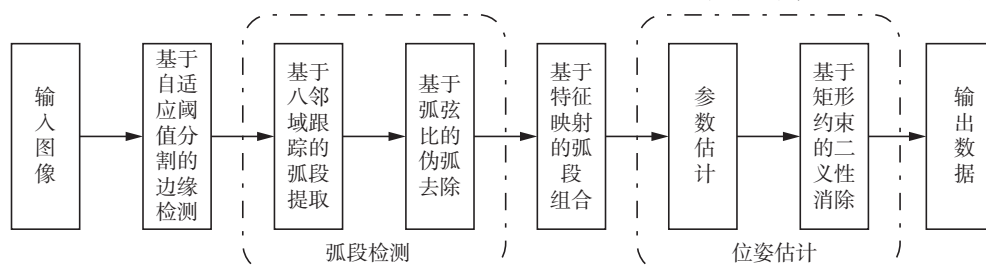 输
入
图
像
基于
自适
应阈
值分
割的
边缘
检测
基于
八邻
域跟
踪的
弧段
提取
基于
弧弦
比的
伪弧
去除
弧段检测
基于
特征
映射
的弧
段
组合
参
数
估
计
基于
矩形
约束
的二
义性
消除
位姿估计
输
出
数
据